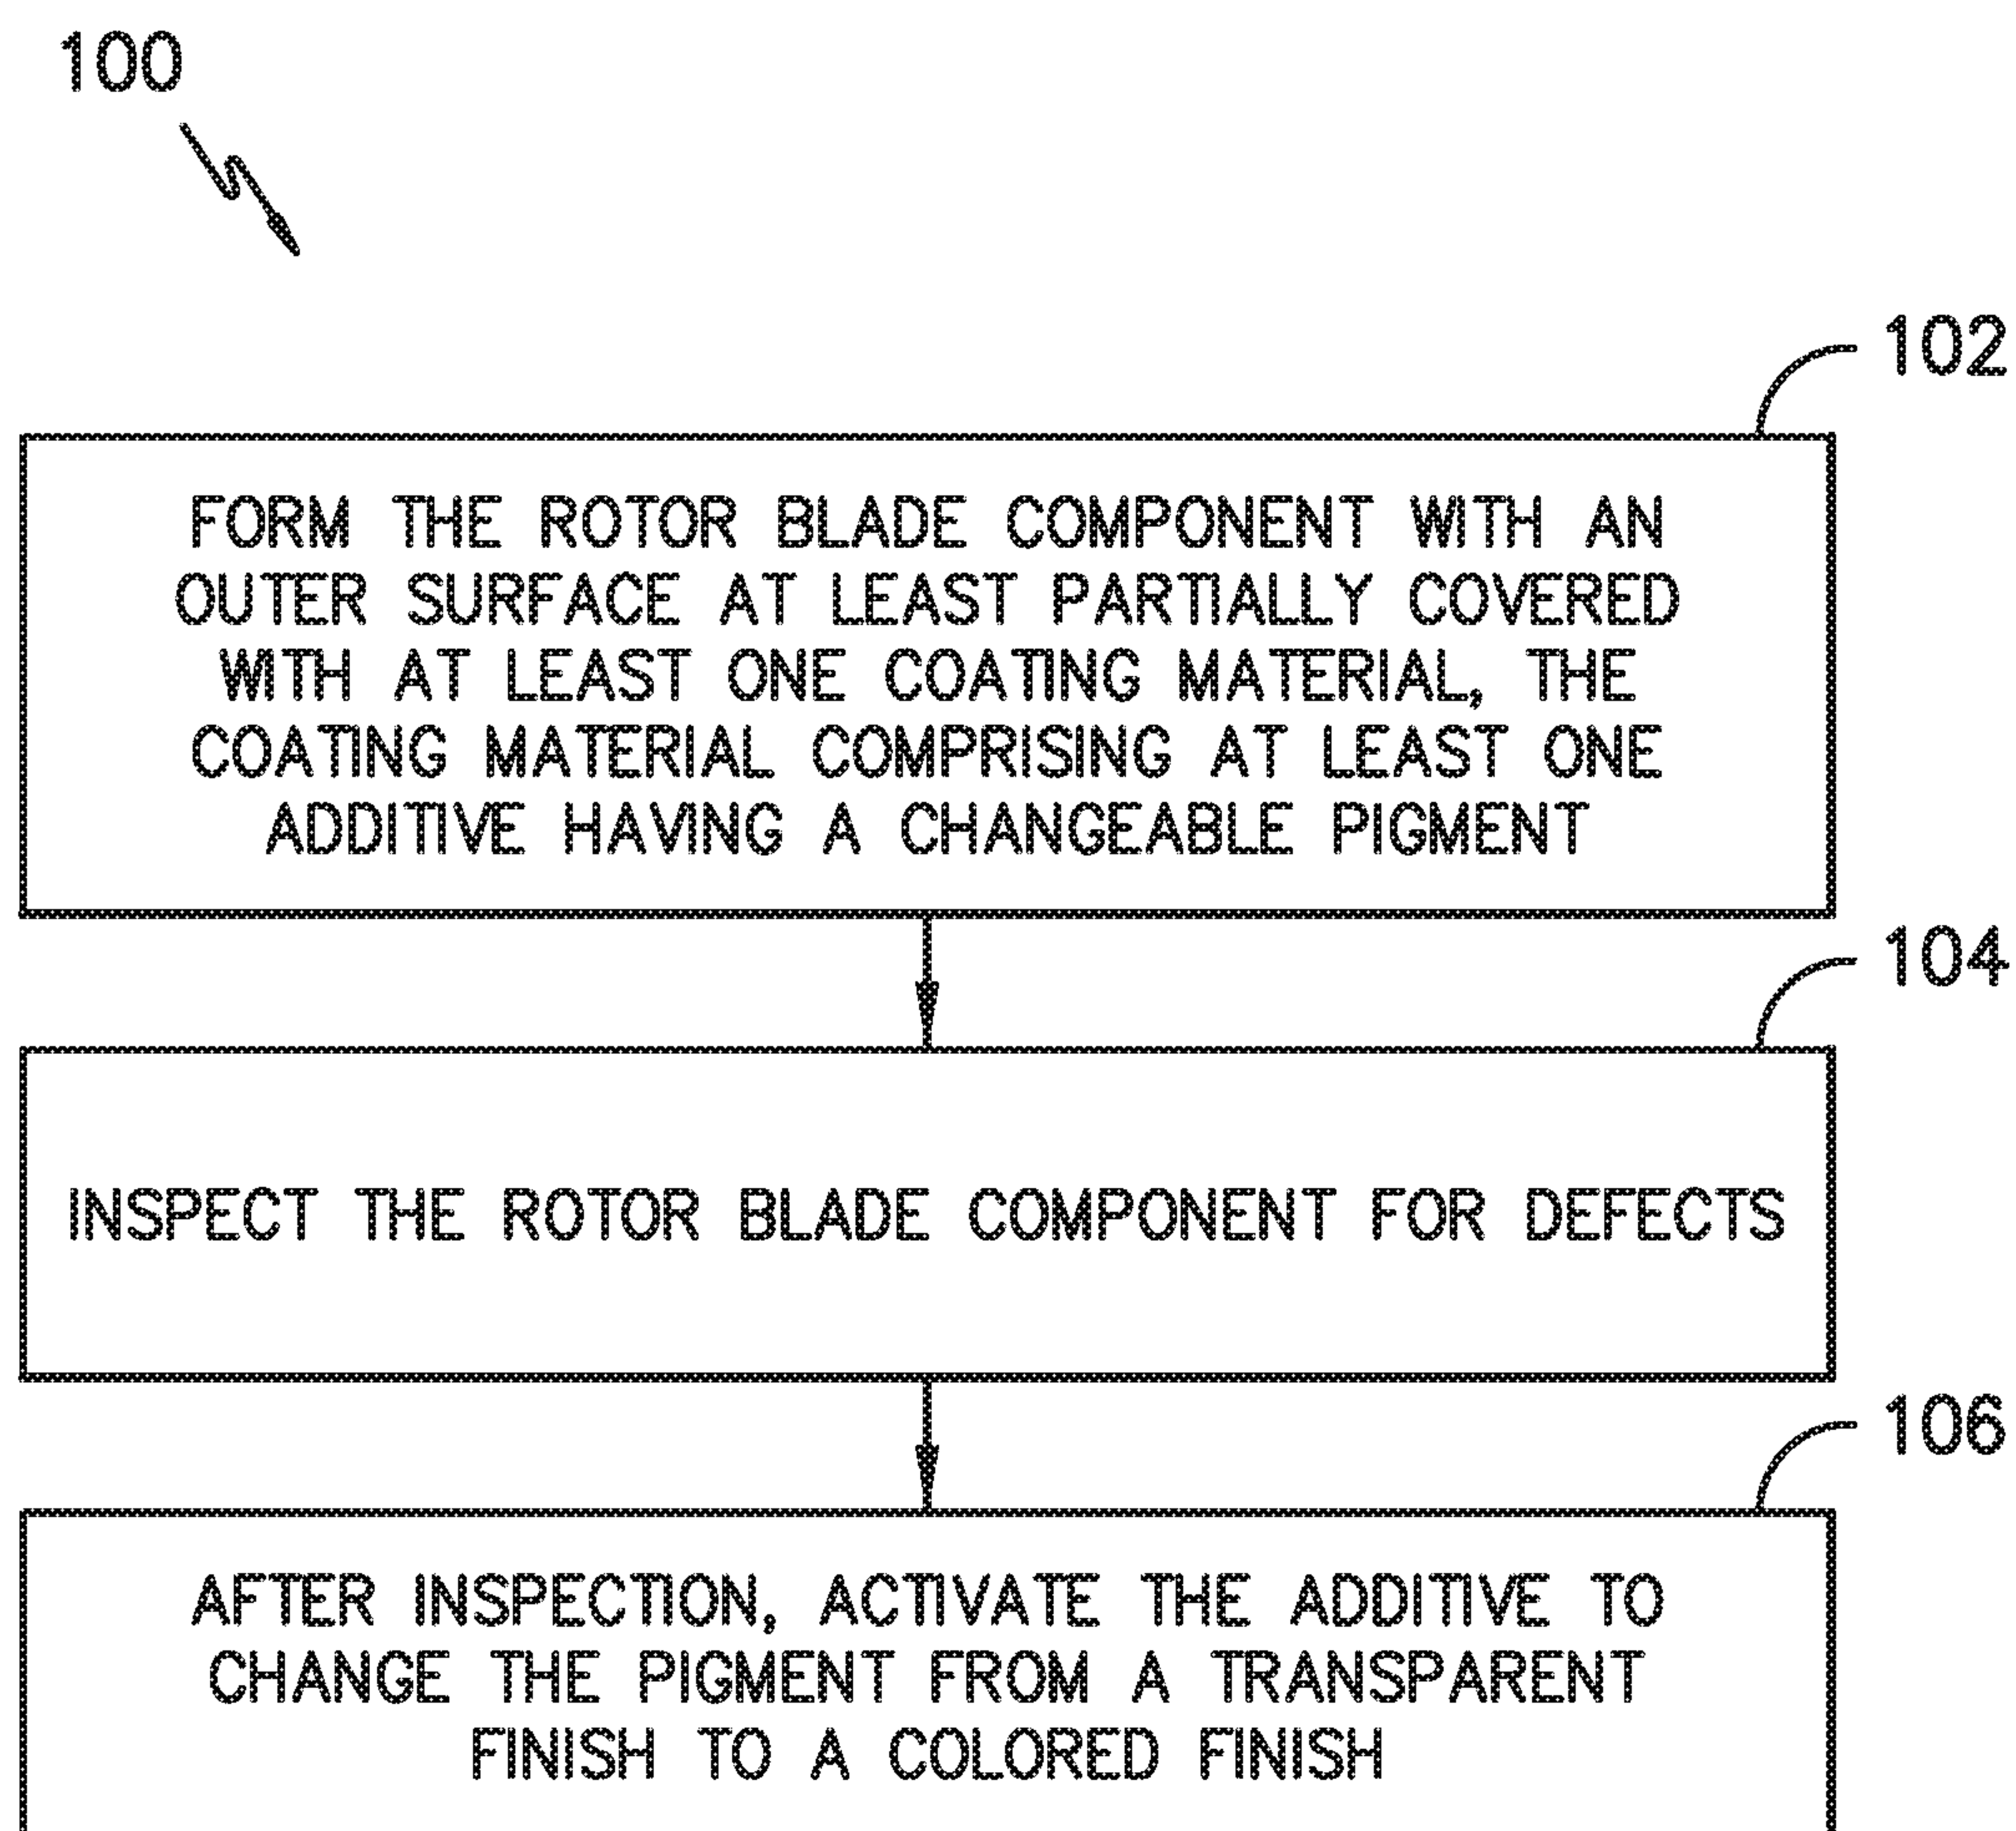 100
102
FORM THE ROTOR BLADE COMPONENT WITH AN
OUTER SURFACE AT LEAST PARTIALLY COVERED
WITH AT LEAST ONE COATING MATERIAL, THE
COATING MATERIAL COMPRISING AT LEAST ONE
ADDITIVE HAVING A CHANGEABLE PIGMENT
104
INSPECT THE ROTOR BLADE COMPONENT FOR DEFECTS
106
AFTER INSPECTION, ACTIVATE THE ADDITIVE TO
CHANGE THE PIGMENT FROM A TRANSPARENT
FINISH TO A COLORED FINISH